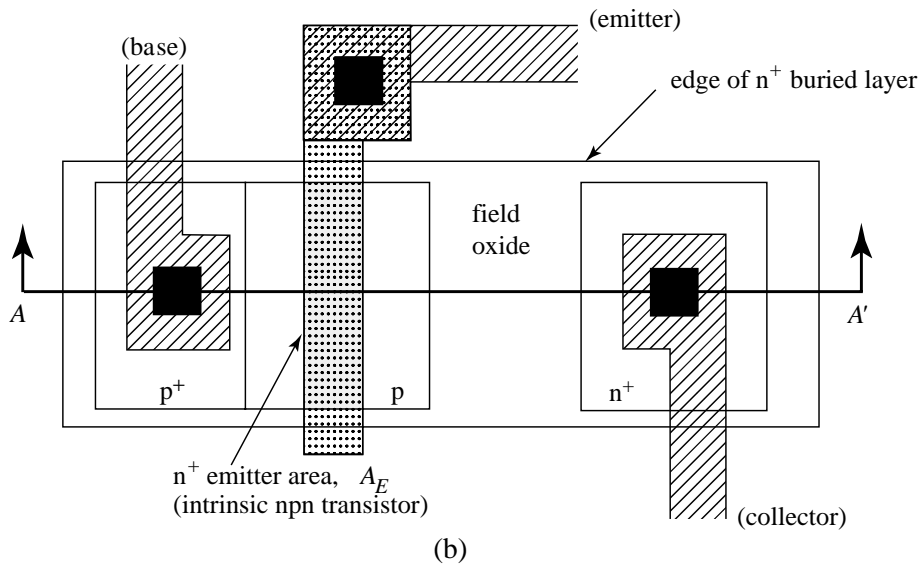 (base)
(emitter)
edge of n⁺ buried layer
field
oxide
A
A′
p⁺
p
n⁺
n⁺ emitter area, A_E
(intrinsic npn transistor)
(collector)
(b)